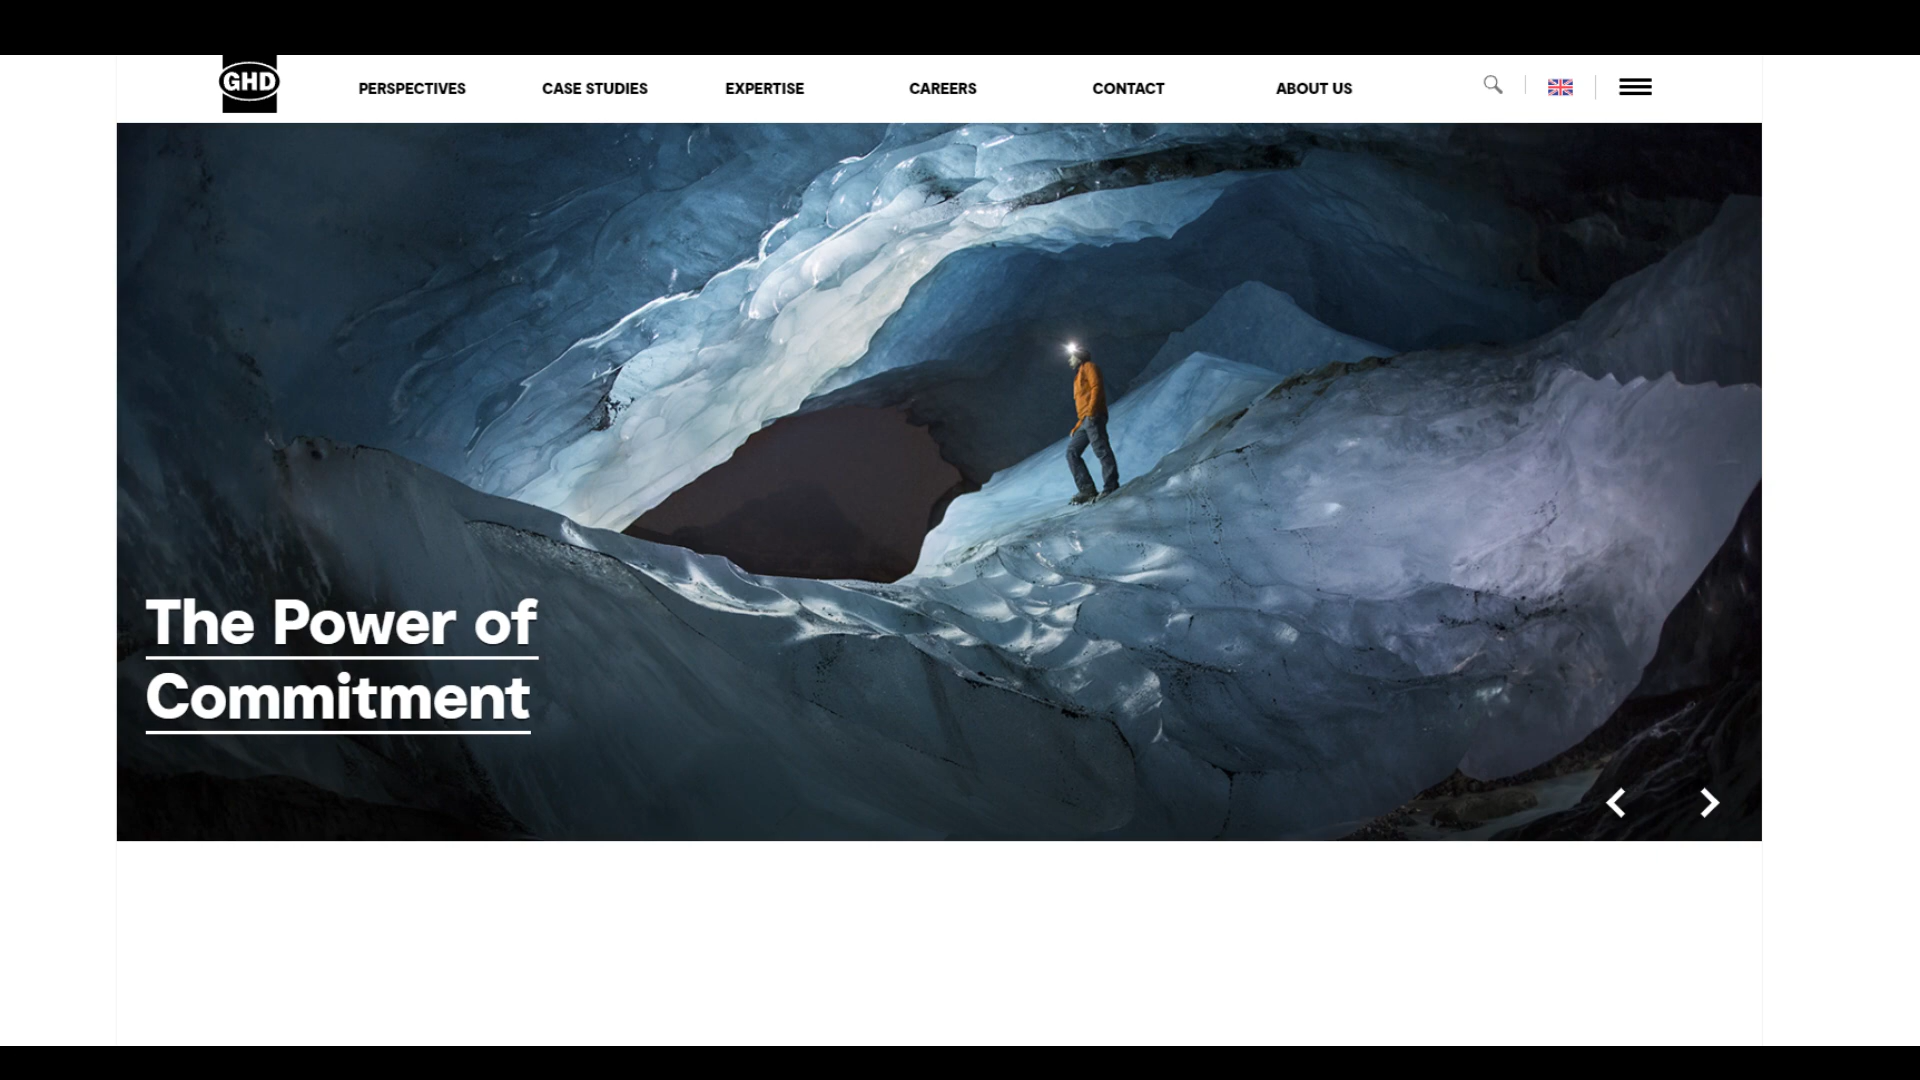 GHD
PERSPECTIVES
CASE STUDIES
EXPERTISE
CAREERS
CONTACT
ABOUT US
The Power of
Commitment